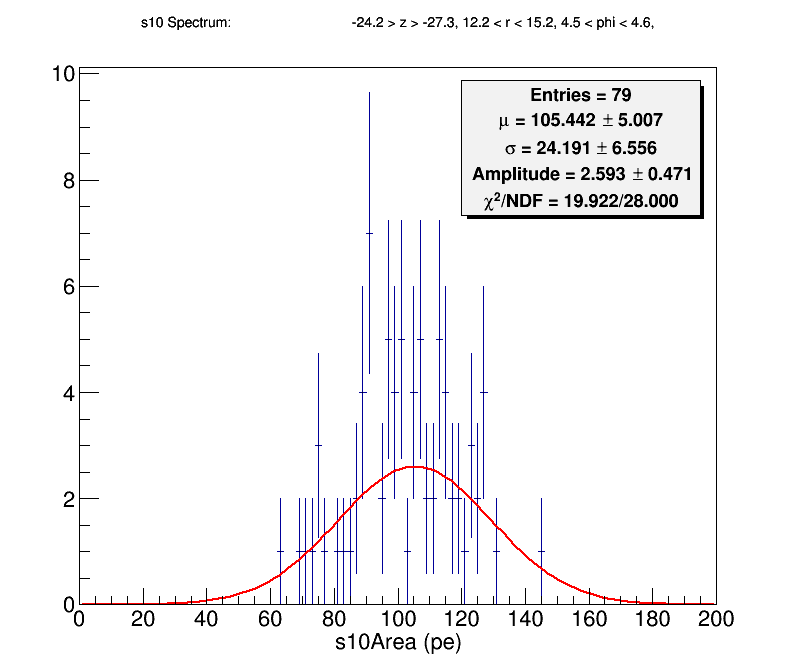 s10 Spectrum: -24.2 > z > -27.3, 12.2 < r < 15.2, 4.5 < phi < 4.6,
Entries = 79
μ = 105.442 ± 5.007
σ = 24.191 ± 6.556
Amplitude = 2.593 ± 0.471
χ²/NDF = 19.922/28.000
10
8
6
4
2
0
0 20 40 60 80 100 120 140 160 180 200
s10Area (pe)